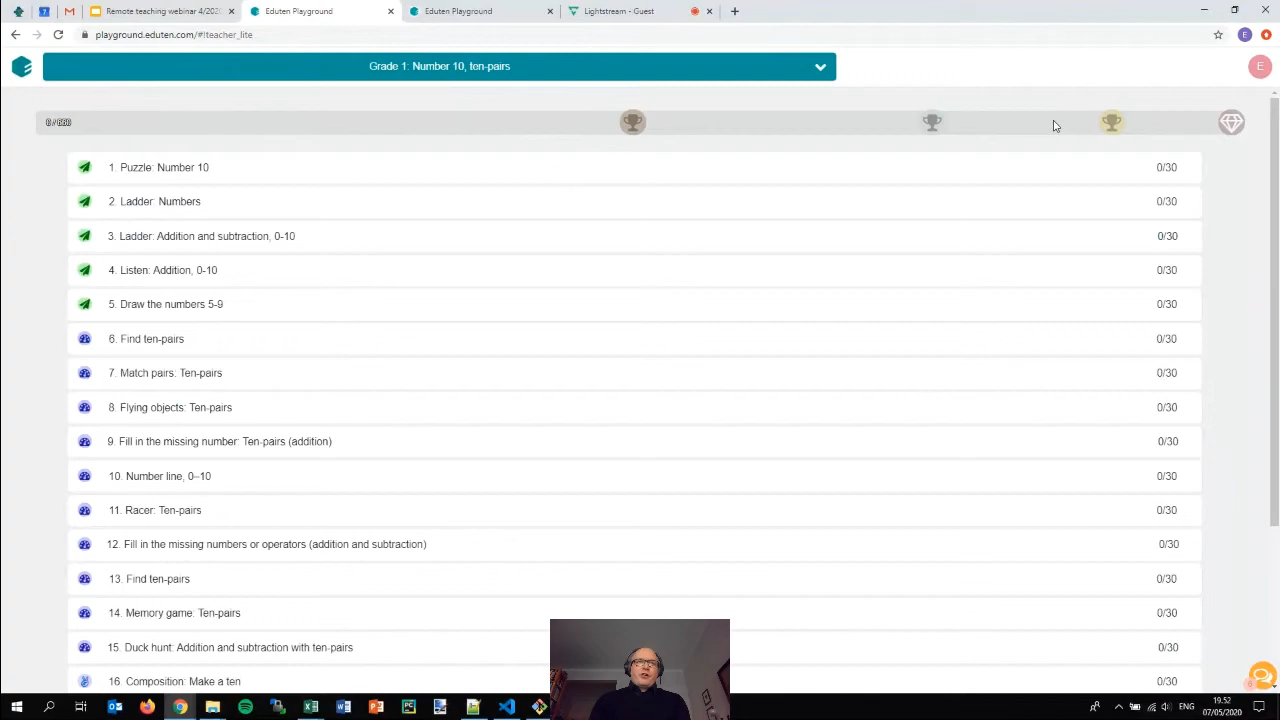 Remote teaching webinar 4/202
Eduten Playground
Eduten Playground
Lightstream - Guest
playground.eduten.com/#!teacher_lite
E
Grade 1: Number 10, ten-pairs
E
0 / 680
1. Puzzle: Number 10 0/30
2. Ladder: Numbers 0/30
3. Ladder: Addition and subtraction, 0-10 0/30
4. Listen: Addition, 0-10 0/30
5. Draw the numbers 5-9 0/30
6. Find ten-pairs 0/30
7. Match pairs: Ten-pairs 0/30
8. Flying objects: Ten-pairs 0/30
9. Fill in the missing number: Ten-pairs (addition) 0/30
10. Number line, 0–10 0/30
11. Racer: Ten-pairs 0/30
12. Fill in the missing numbers or operators (addition and subtraction) 0/30
13. Find ten-pairs 0/30
14. Memory game: Ten-pairs 0/30
15. Duck hunt: Addition and subtraction with ten-pairs 0/30
16. Composition: Make a ten 0/30
ENG
19.52
07/05/2020